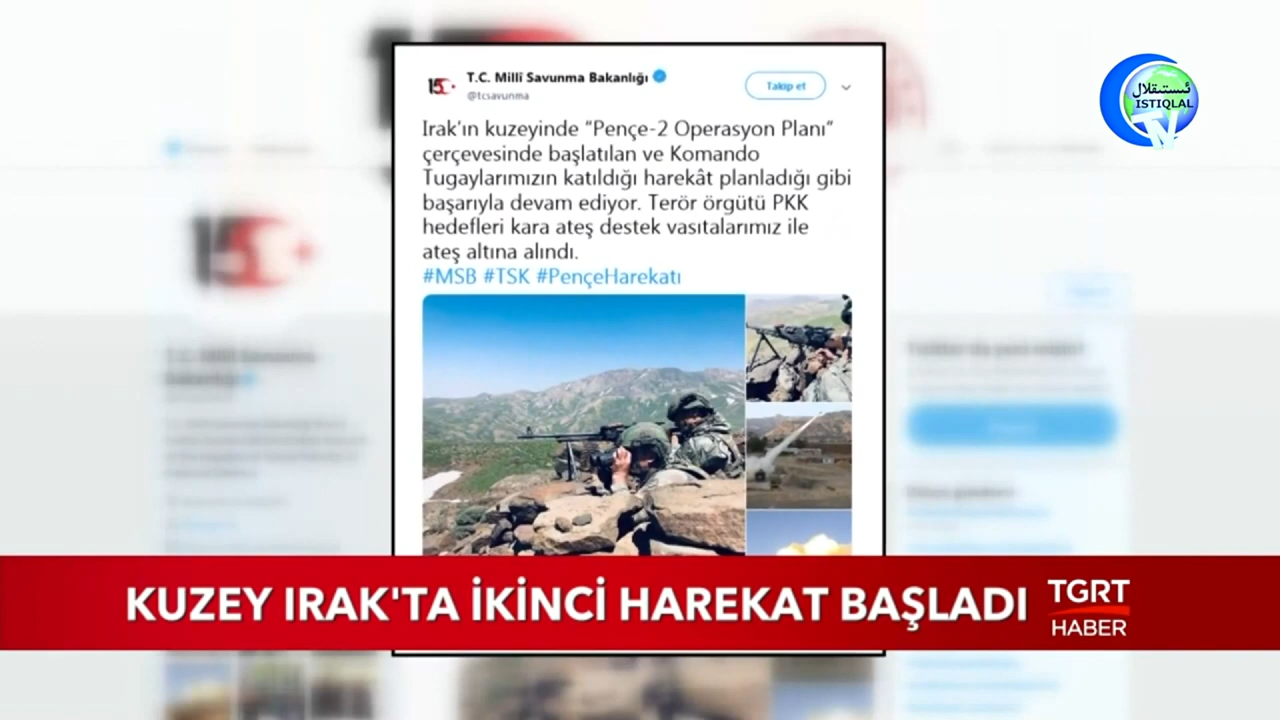 T.C. Millî Savunma Bakanlığı
@tcsavunma
Takip et
Irak'ın kuzeyinde "Pençe-2 Operasyon Planı"
çerçevesinde başlatılan ve Komando
Tugaylarımızın katıldığı harekât planladığı gibi
başarıyla devam ediyor. Terör örgütü PKK
hedefleri kara ateş destek vasıtalarımız ile
ateş altına alındı.
#MSB #TSK #PençeHarekatı
ئىستىقلال
ISTIQLAL
TV
KUZEY IRAK'TA İKİNCİ HAREKAT BAŞLADI
TGRT
HABER